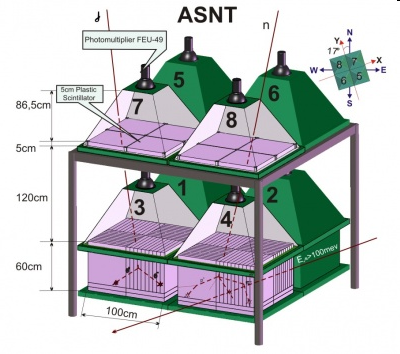 ASNT
n
Photomultiplier FEU-49
5cm Plastic
Scintillator
N
Y
17°
X
W
E
8 7
6 5
S
5
6
86,5cm
7
8
5cm
120cm
1
2
3
4
60cm
>100mev
100cm